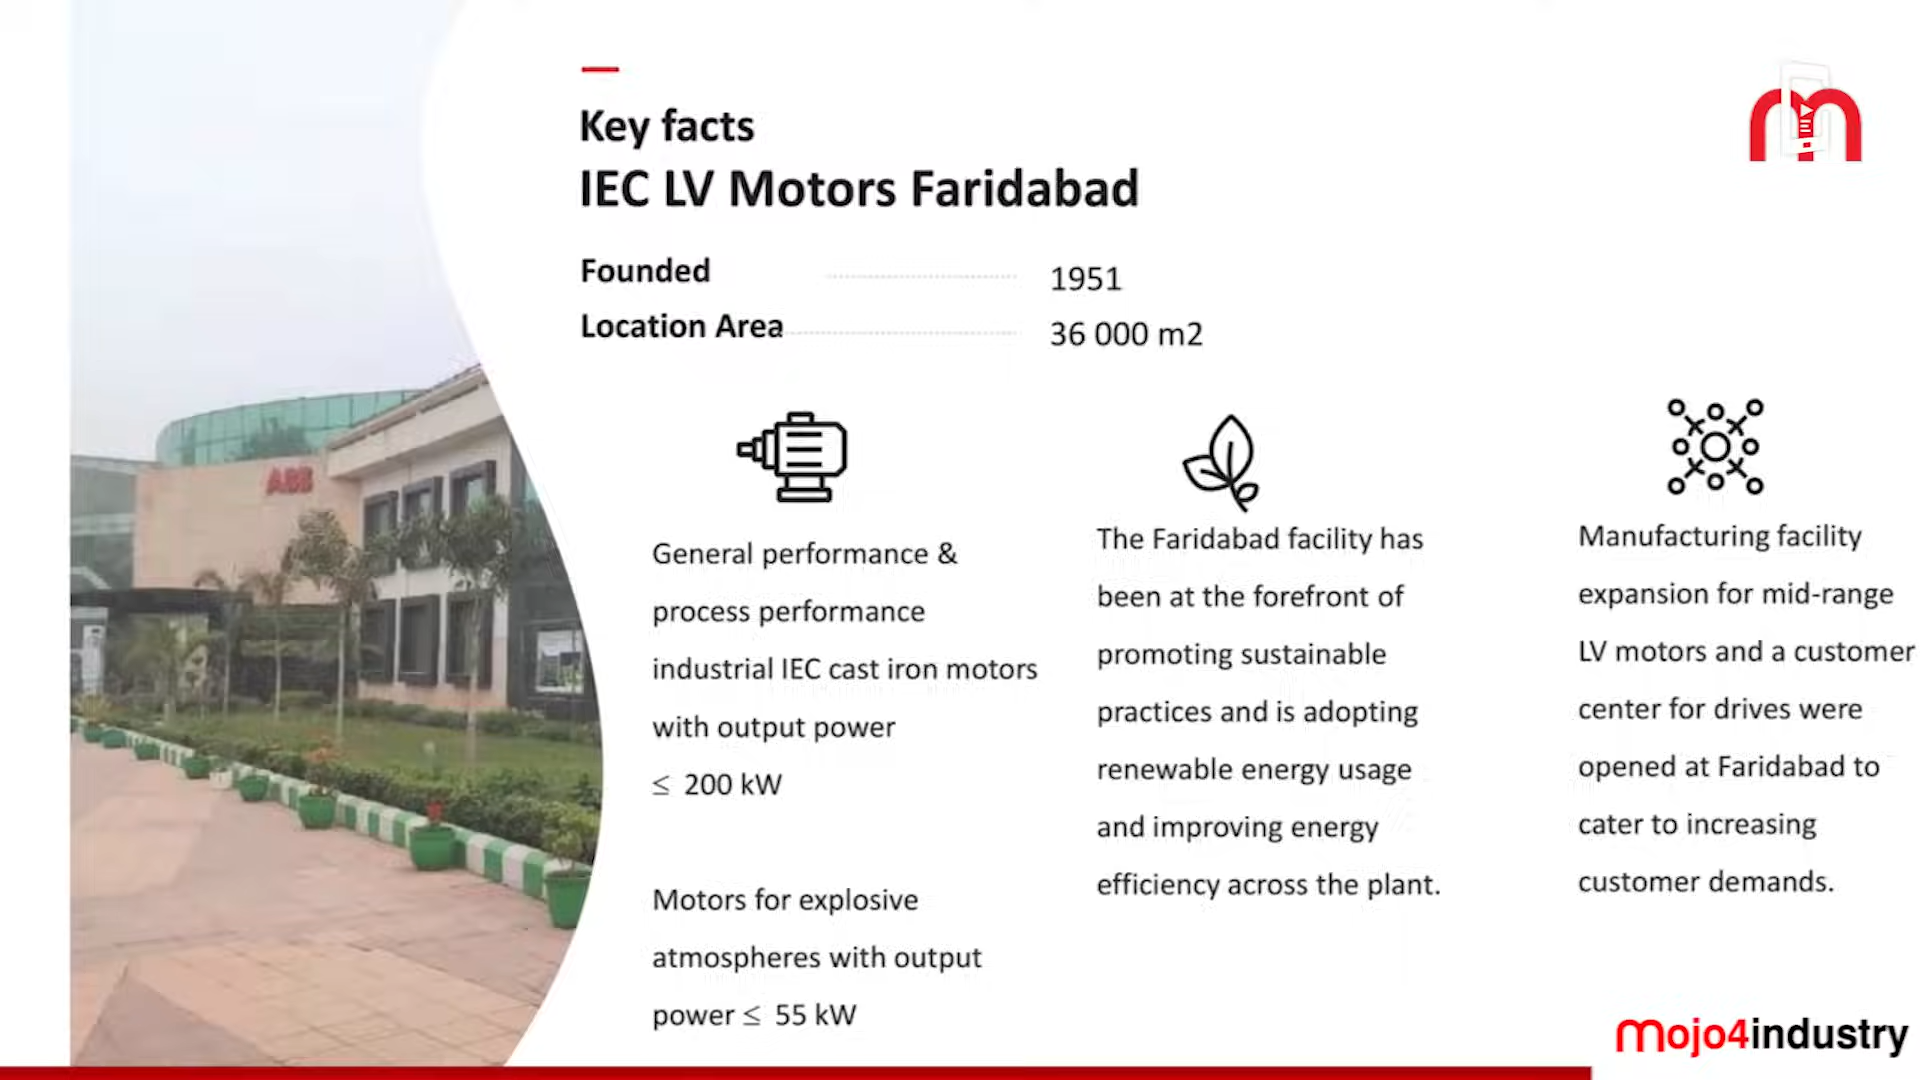 Key facts
IEC LV Motors Faridabad
Founded 1951
Location Area 36 000 m2
ABB
General performance &
process performance
industrial IEC cast iron motors
with output power
≤ 200 kW
Motors for explosive
atmospheres with output
power ≤ 55 kW
The Faridabad facility has
been at the forefront of
promoting sustainable
practices and is adopting
renewable energy usage
and improving energy
efficiency across the plant.
Manufacturing facility
expansion for mid-range
LV motors and a customer
center for drives were
opened at Faridabad to
cater to increasing
customer demands.
mojo4industry